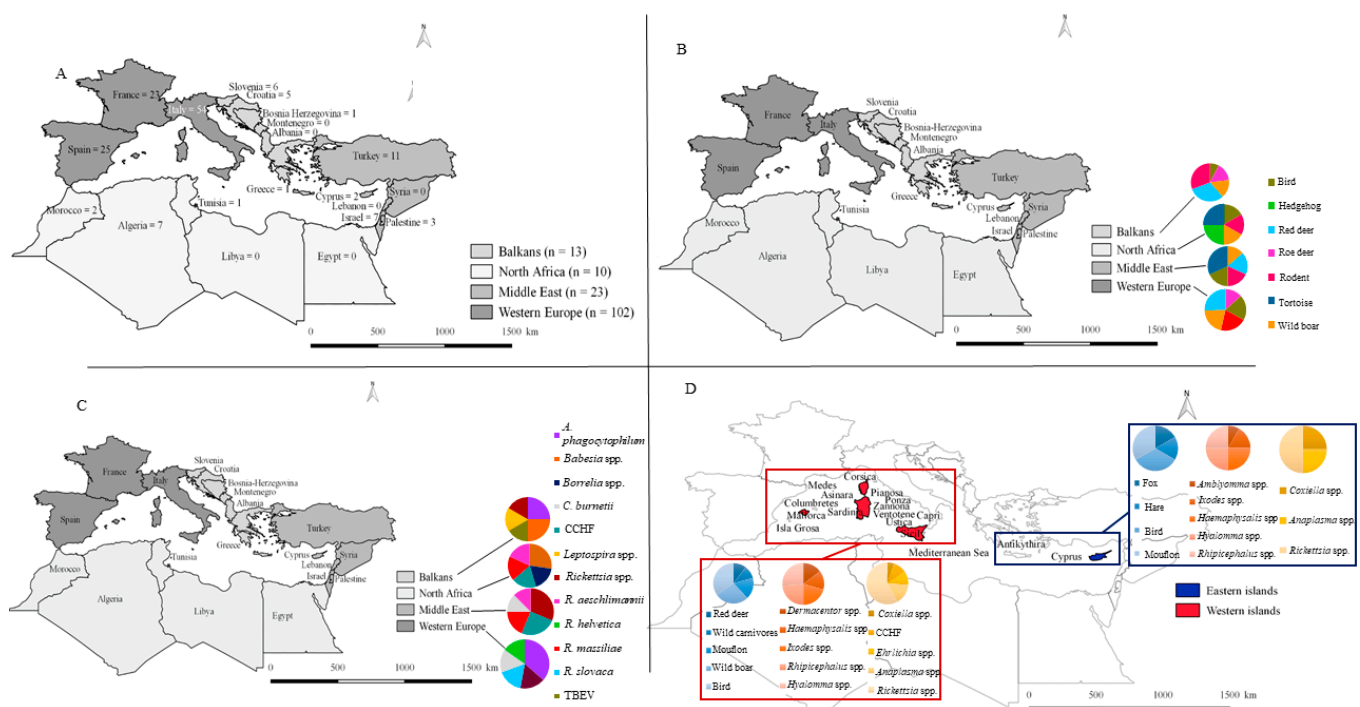 N
A
Slovenia = 6
Croatia = 5
France = 23
Bosnia Herzegovina = 1
Montenegro = 0
Albania = 0
Spain = 25
Turkey = 11
Greece = 1
Cyprus = 2
Syria = 0
Lebanon = 0
Israel = 7
Palestine = 3
Morocco = 2
Tunisia = 1
Algeria = 7
Libya = 0
Egypt = 0
Balkans (n = 13)
North Africa (n = 10)
Middle East (n = 23)
Western Europe (n = 102)
0 500 1000 1500 km
N
B
Slovenia
Croatia
France
Italy
Bosnia-Herzegovina
Montenegro
Albania
Spain
Turkey
Greece
Cyprus
Syria
Lebanon
Israel
Palestine
Morocco
Tunisia
Algeria
Libya
Egypt
Balkans
North Africa
Middle East
Western Europe
Bird
Hedgehog
Red deer
Roe deer
Rodent
Tortoise
Wild boar
0 500 1000 1500 km
N
C
Slovenia
Croatia
France
Italy
Bosnia-Herzegovina
Montenegro
Albania
Spain
Turkey
Greece
Cyprus
Syria
Lebanon
Israel
Palestine
Morocco
Tunisia
Algeria
Libya
Egypt
Balkans
North Africa
Middle East
Western Europe
A.
phagocytophilum
Babesia spp.
Borrelia spp.
C. burnetii
CCHF
Leptospira spp.
Rickettsia spp.
R. aeschlimannii
R. helvetica
R. massiliae
R. slovaca
TBEV
0 500 1000 1500 km
N
D
Corsica
Medes
Asinara
Pianosa
Columbretes
Ponza
Mallorca
Sardinia
Zannona
Ventotene
Capri
Isla Grosa
Ustica
Mediterranean Sea
Antikythira
Cyprus
Fox
Hare
Bird
Mouflon
Amblyomma spp.
Ixodes spp.
Haemaphysalis spp.
Hyalomma spp.
Rhipicephalus spp.
Coxiella spp.
Anaplasma spp.
Rickettsia spp.
Eastern islands
Western islands
Red deer
Wild carnivores
Mouflon
Wild boar
Bird
Dermacentor spp.
Haemaphysalis spp.
Ixodes spp.
Rhipicephalus spp.
Hyalomma spp.
Coxiella spp.
CCHF
Ehrlichia spp.
Anaplasma spp.
Rickettsia spp.
0 500 1000 1500 km